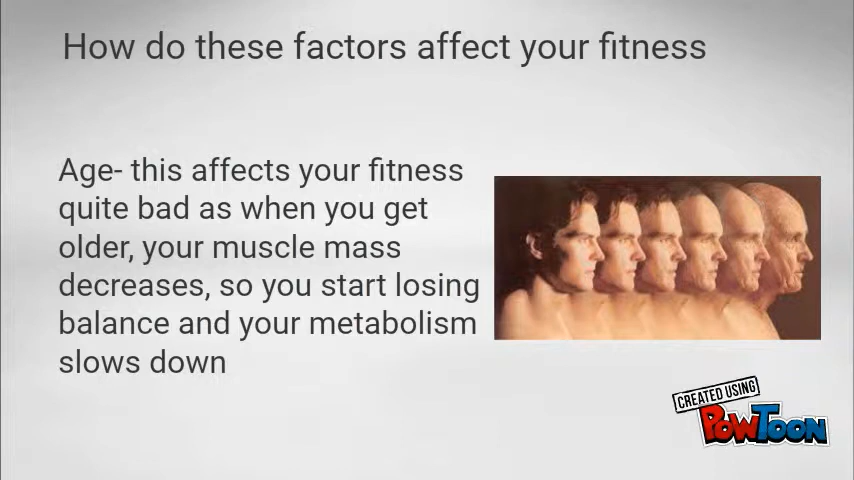 How do these factors affect your fitness
Age- this affects your fitness
quite bad as when you get
older, your muscle mass
decreases, so you start losing
balance and your metabolism
slows down
CREATED USING
POWTOON